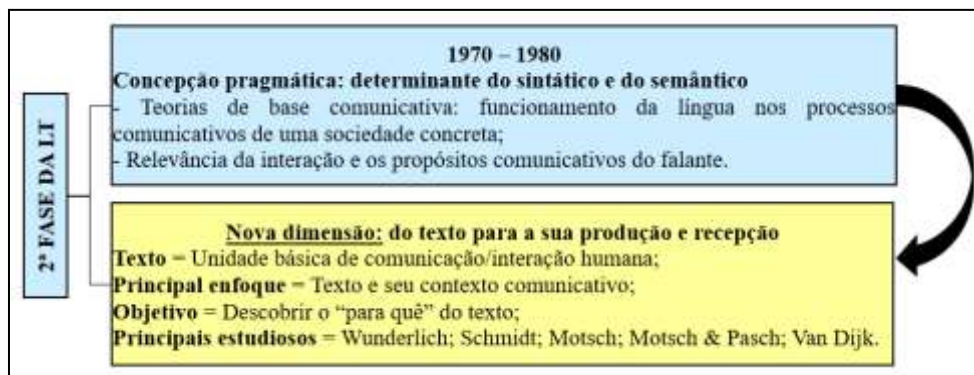 2ª FASE DA LT
1970 – 1980
Concepção pragmática: determinante do sintático e do semântico
- Teorias de base comunicativa: funcionamento da língua nos processos
comunicativos de uma sociedade concreta;
- Relevância da interação e os propósitos comunicativos do falante.
Nova dimensão: do texto para a sua produção e recepção
Texto = Unidade básica de comunicação/interação humana;
Principal enfoque = Texto e seu contexto comunicativo;
Objetivo = Descobrir o “para quê” do texto;
Principais estudiosos = Wunderlich; Schmidt; Motsch; Motsch & Pasch; Van Dijk.